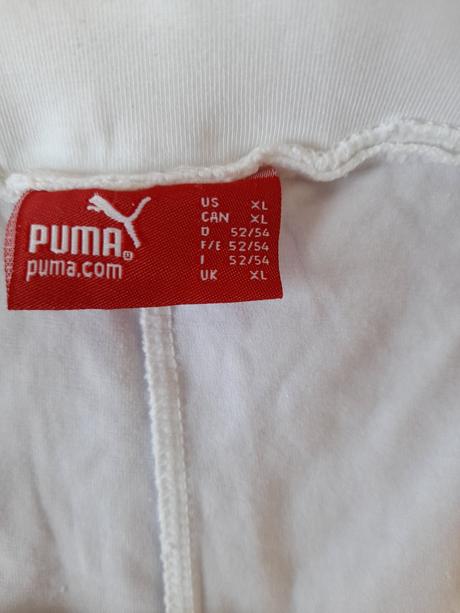 PUMA
puma.com
US XL
CAN XL
D 52/54
F/E 52/54
I 52/54
UK XL